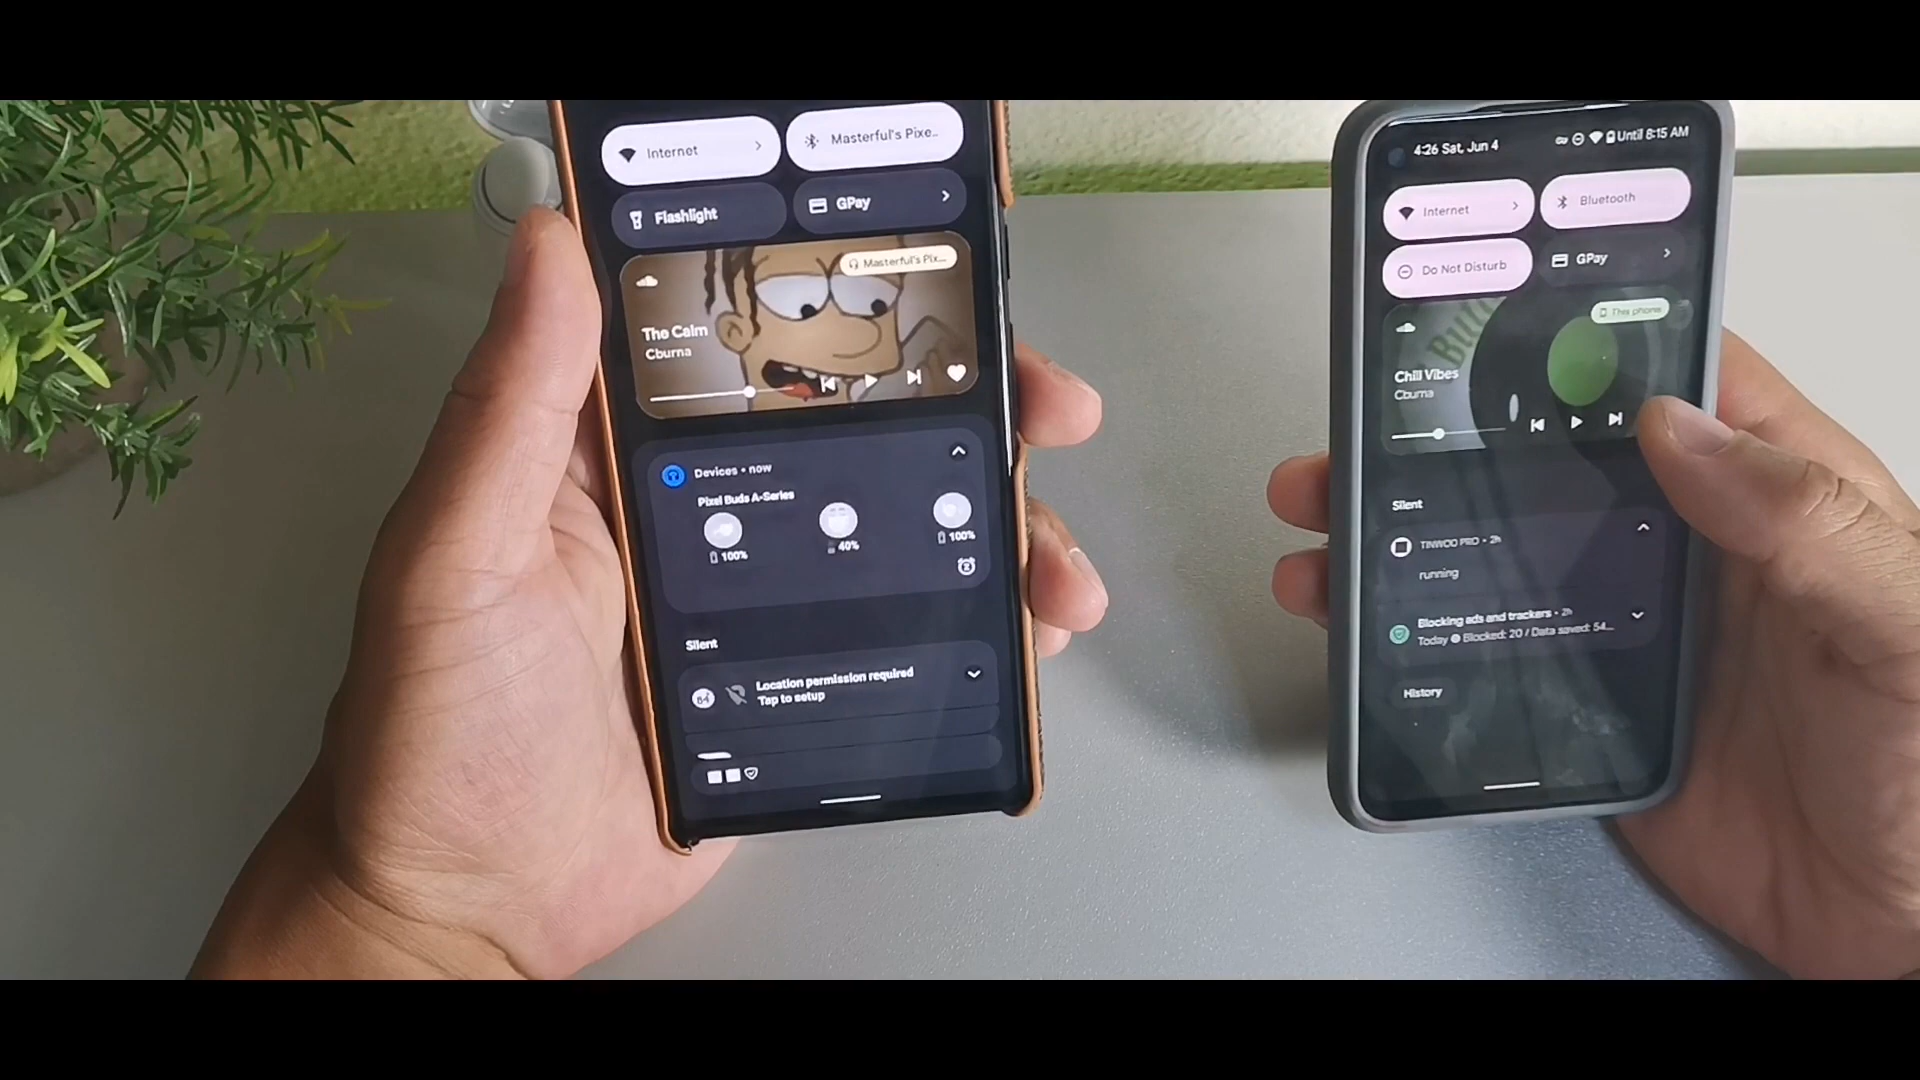 Internet
Masterful's Pixe..
Flashlight
GPay
Masterful's Pix...
The Calm
Cburna
Devices • now
Pixel Buds A-Series
100%
40%
100%
Silent
Location permission required
Tap to setup
4:26 Sat, Jun 4
Until 8:15 AM
Internet
Bluetooth
Do Not Disturb
GPay
This phone
Chill Vibes
Cburna
Silent
TINWOO PRO • 2h
running
Blocking ads and trackers • 2h
Today Blocked: 20 / Data saved: 54...
History